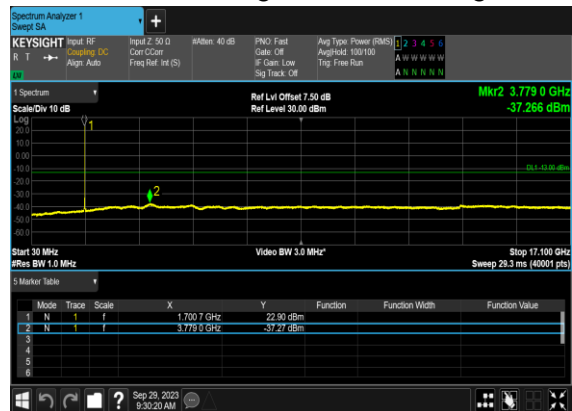 Spectrum Analyzer 1
Swept SA
+
KEYSIGHT Input: RF Input Z: 50 Ω #Atten: 40 dB PNO: Fast Avg Type: Power (RMS) 1 2 3 4 5 6
R T Coupling: DC Corr CCorr Gate: Off Avg|Hold: 100/100 A W W W W W
Align: Auto Freq Ref: Int (S) IF Gain: Low Trig: Free Run
Sig Track: Off A N N N N N
1 Spectrum Ref Lvl Offset 7.50 dB Mkr2 3.779 0 GHz
Scale/Div 10 dB Ref Level 30.00 dBm -37.266 dBm
Log
1
20.0
10.0
0.00
-10.0
DL1 -13.00 dBm
-20.0
-30.0
2
-40.0
-50.0
-60.0
Start 30 MHz Video BW 3.0 MHz* Stop 17.100 GHz
#Res BW 1.0 MHz Sweep 29.3 ms (40001 pts)
5 Marker Table
Mode Trace Scale X Y Function Function Width Function Value
1 N 1 f 1.700 7 GHz 22.90 dBm
2 N 1 f 3.779 0 GHz -37.27 dBm
3
4
5
6
? Sep 29, 2023
9:30:20 AM